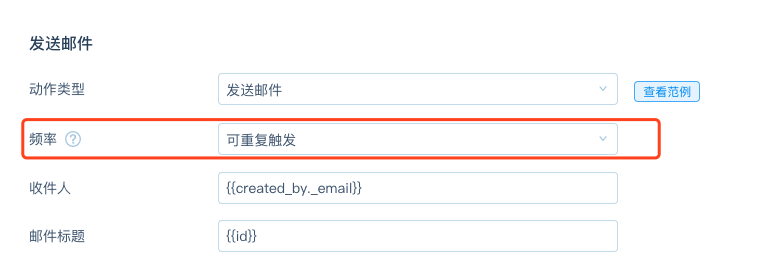 发送邮件
动作类型 发送邮件 查看范例
频率 ? 可重复触发
收件人 {{created_by._email}}
邮件标题 {{id}}